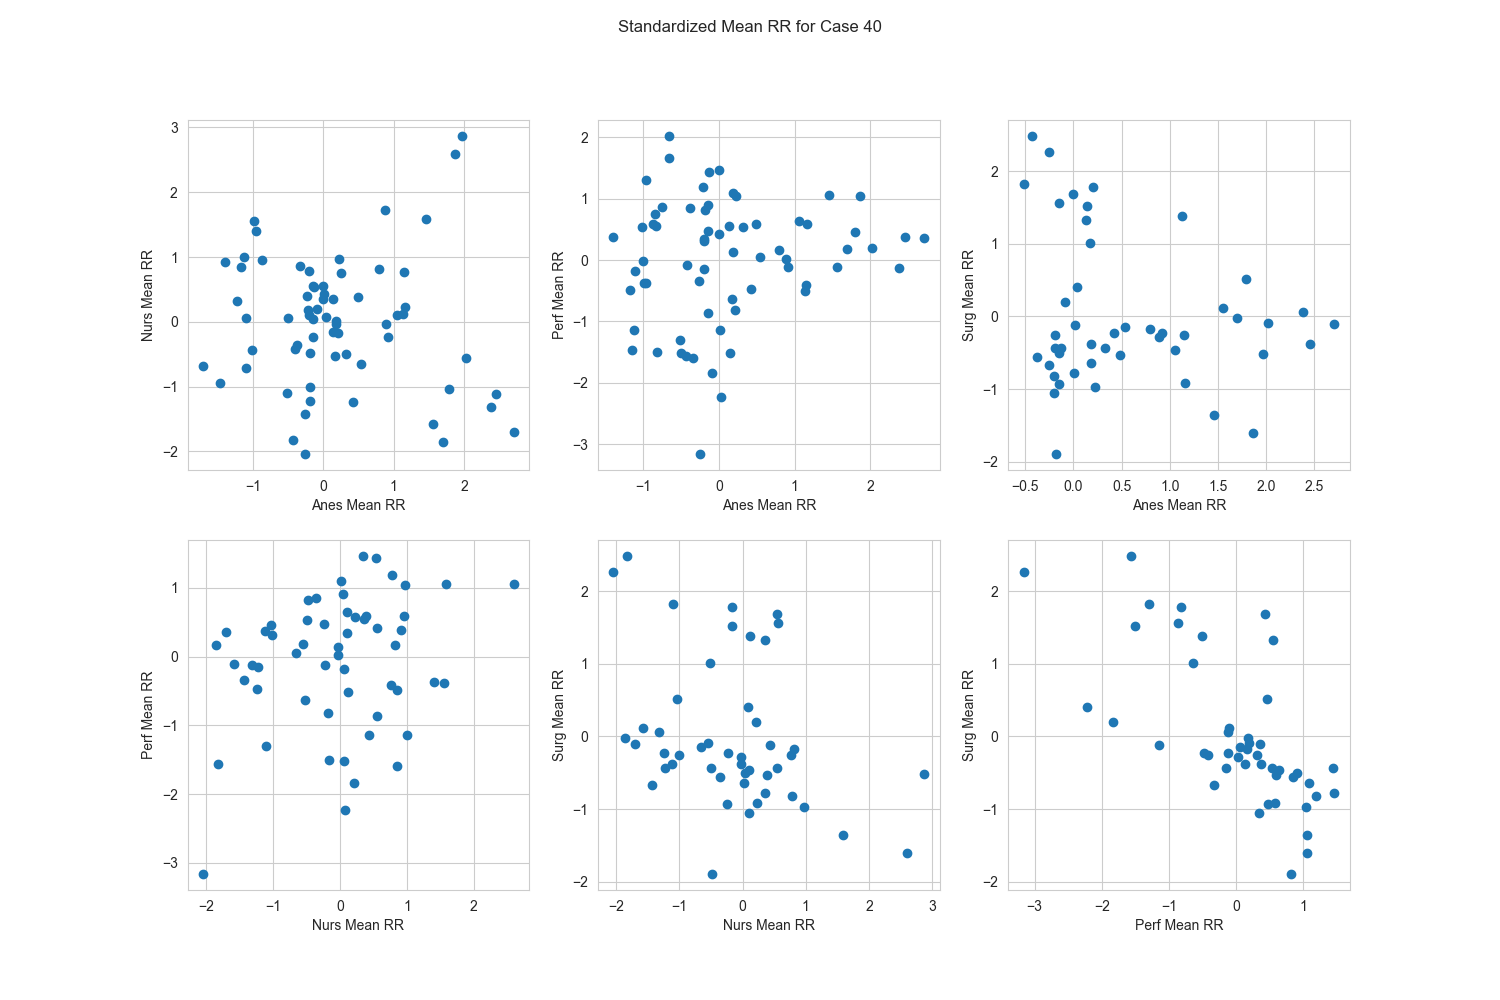 Standardized Mean RR for Case 40
3
2
1
0
−1
−2
Nurs Mean RR
−1 0 1 2
Anes Mean RR
2
1
0
−1
−2
−3
Perf Mean RR
−1 0 1 2
Anes Mean RR
2
1
0
−1
−2
Surg Mean RR
−0.5 0.0 0.5 1.0 1.5 2.0 2.5
Anes Mean RR
1
0
−1
−2
−3
Perf Mean RR
−2 −1 0 1 2
Nurs Mean RR
2
1
0
−1
−2
Surg Mean RR
−2 −1 0 1 2 3
Nurs Mean RR
2
1
0
−1
−2
Surg Mean RR
−3 −2 −1 0 1
Perf Mean RR